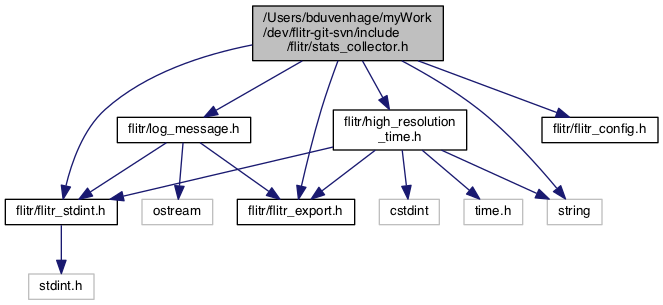 /Users/bduvenhage/myWork
/dev/flitr-git-svn/include
/flitr/stats_collector.h
flitr/log_message.h
flitr/high_resolution
_time.h
flitr/flitr_config.h
flitr/flitr_stdint.h
ostream
flitr/flitr_export.h
cstdint
time.h
string
stdint.h